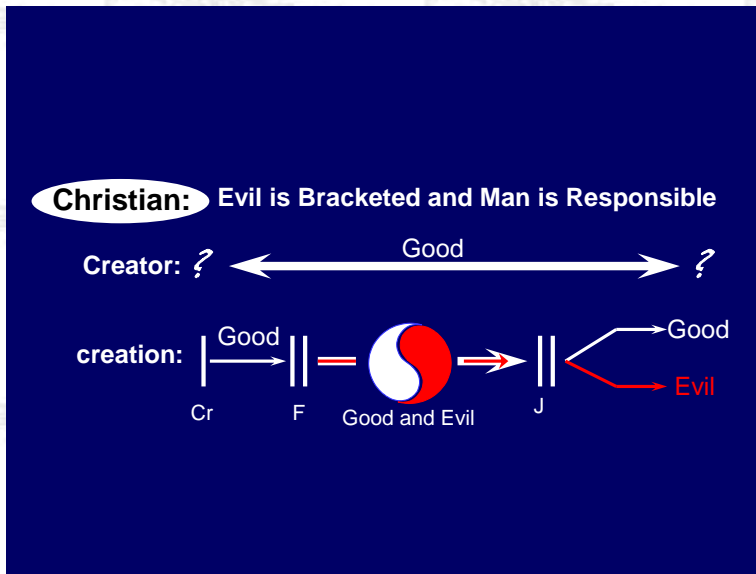 Christian: Evil is Bracketed and Man is Responsible
Good
Creator: ? ?
Good Good
creation:
Evil
Cr F Good and Evil J